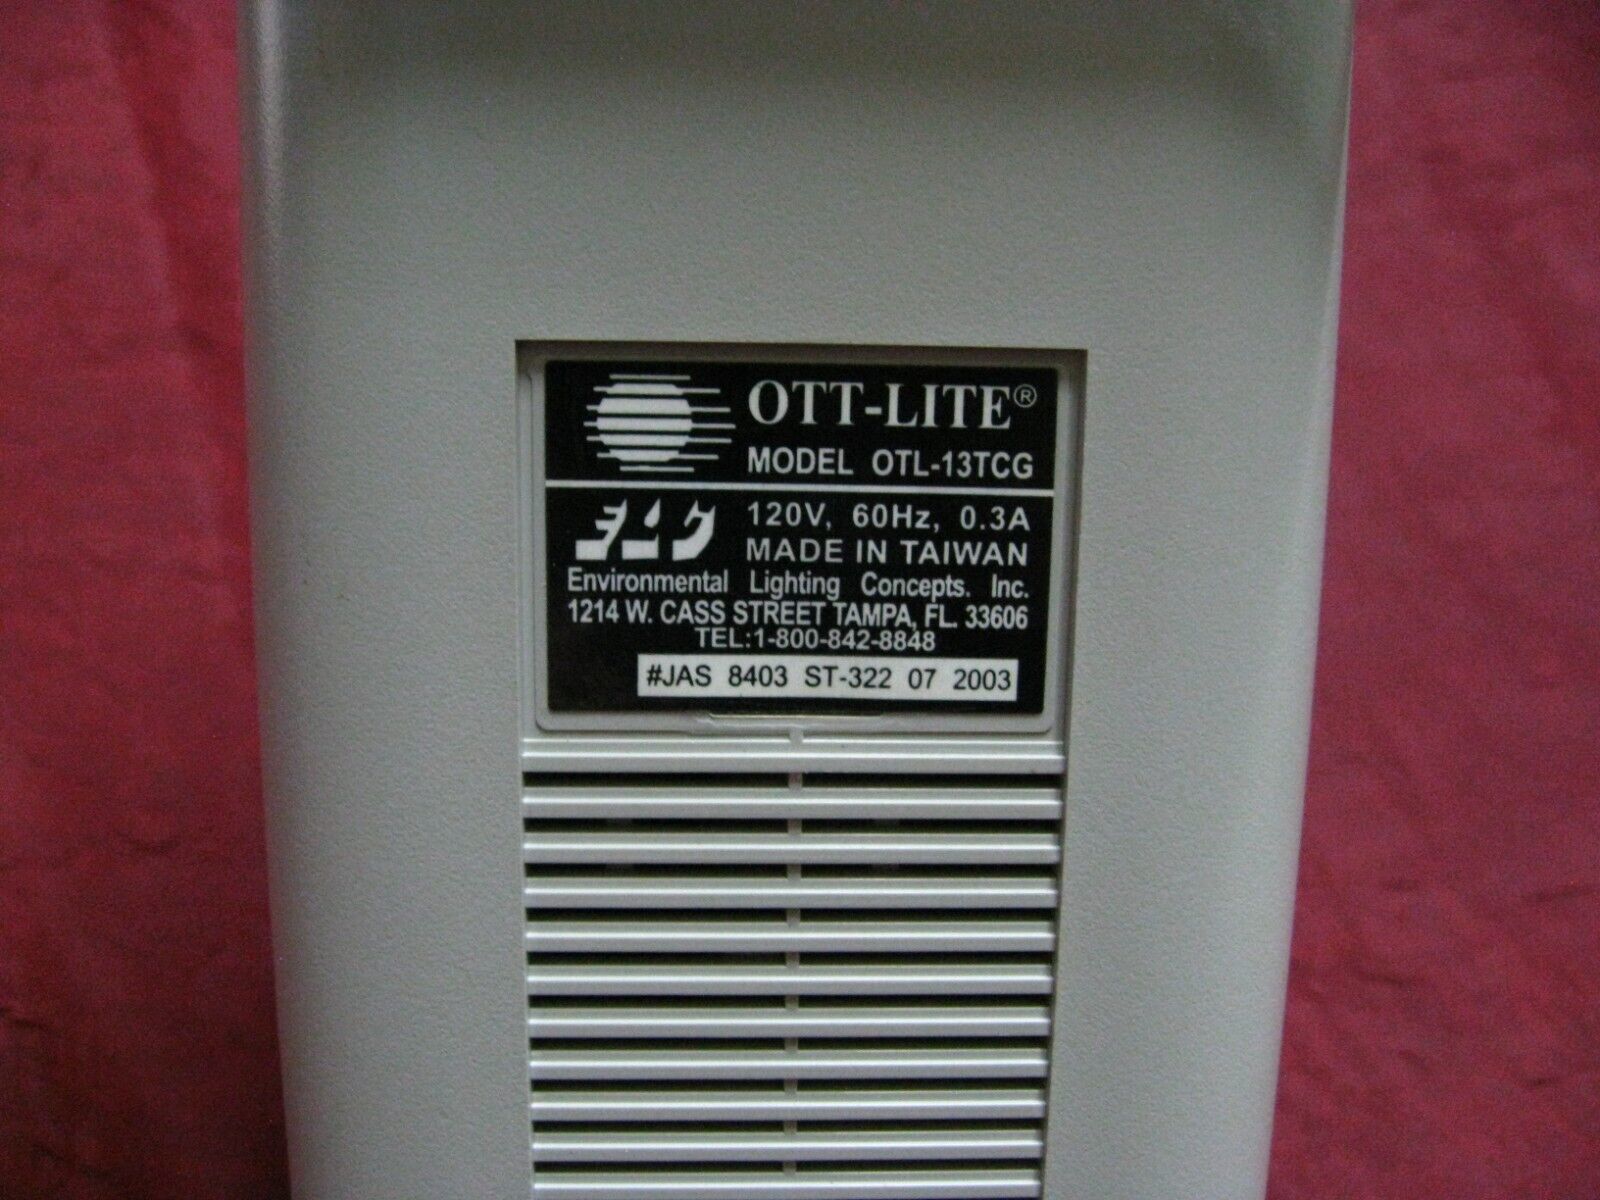 OTT-LITE®
MODEL OTL-13TCG
120V, 60Hz, 0.3A
MADE IN TAIWAN
Environmental Lighting Concepts. Inc.
1214 W. CASS STREET TAMPA, FL. 33606
TEL:1-800-842-8848
#JAS 8403 ST-322 07 2003